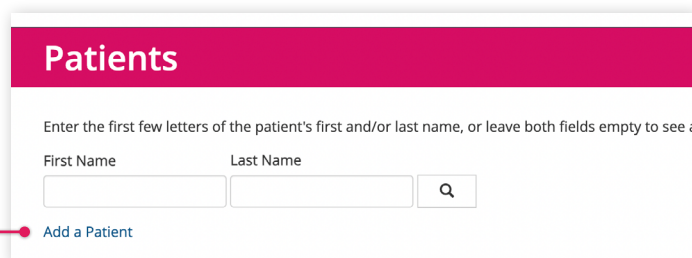 Patients
Enter the first few letters of the patient's first and/or last name, or leave both fields empty to see
First Name
Last Name
Add a Patient